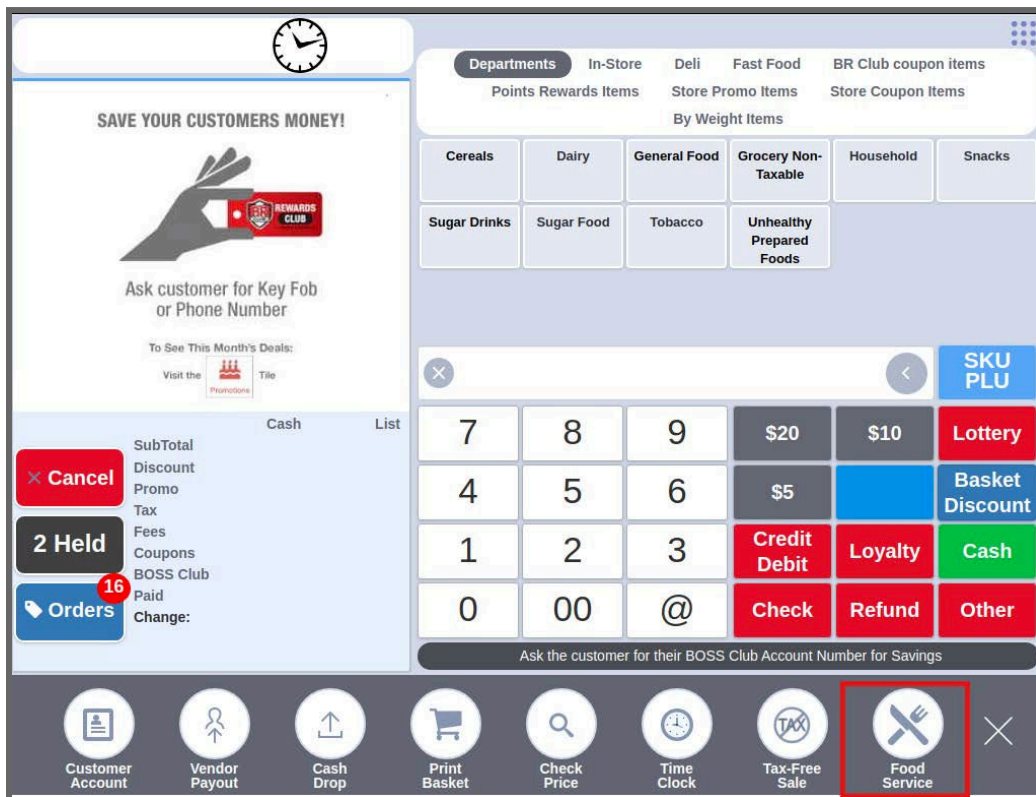 Departments In-Store Deli Fast Food BR Club coupon items
Points Rewards Items Store Promo Items Store Coupon Items
By Weight Items
SAVE YOUR CUSTOMERS MONEY!
BR REWARDS
CLUB
Ask customer for Key Fob
or Phone Number
To See This Month's Deals:
Visit the Promotions Tile
Cereals Dairy General Food Grocery Non-Taxable Household Snacks
Sugar Drinks Sugar Food Tobacco Unhealthy Prepared Foods
SKU
PLU
Cash List
SubTotal
Discount
Promo
Tax
Fees
Coupons
BOSS Club
Paid
Change:
× Cancel
2 Held
16
Orders
7 8 9 $20 $10 Lottery
4 5 6 $5 Basket Discount
1 2 3 Credit Debit Loyalty Cash
0 00 @ Check Refund Other
Ask the customer for their BOSS Club Account Number for Savings
TAX
Customer Account
Vendor Payout
Cash Drop
Print Basket
Check Price
Time Clock
Tax-Free Sale
Food Service